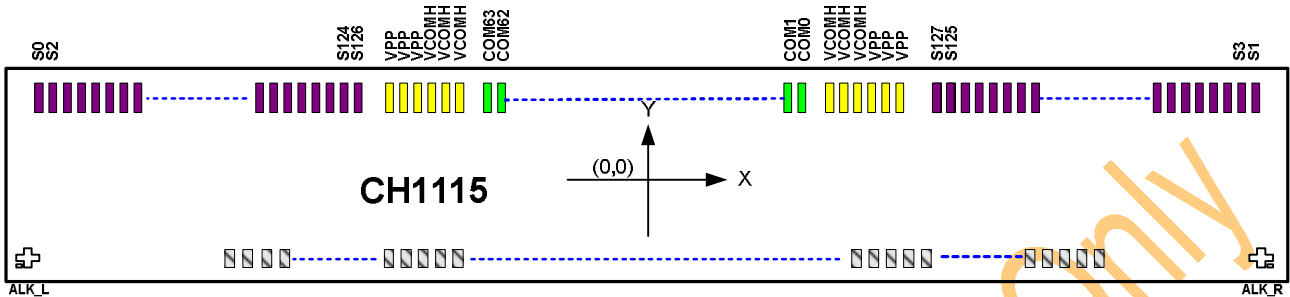 S0
S2
S124
S126
VPP
VPP
VPP
VCOMH
VCOMH
VCOMH
COM63
COM62
COM1
COM0
VCOMH
VCOMH
VCOMH
VPP
VPP
VPP
S127
S125
S3
S1
Y
(0,0)
X
CH1115
Only
ALK_L
ALK_R